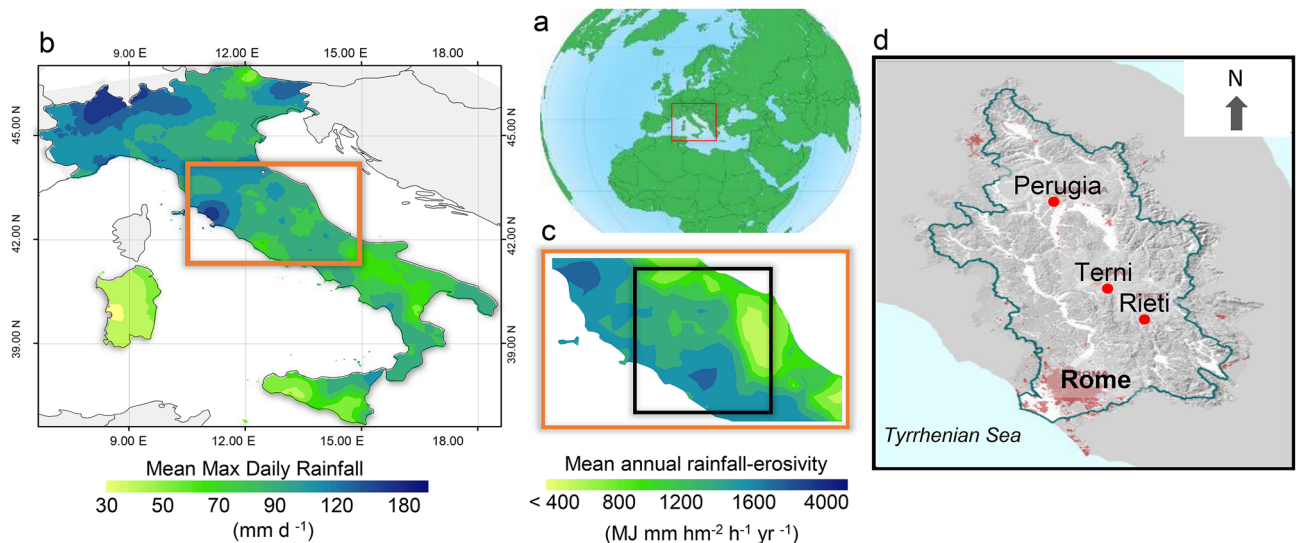 a
b
9.00 E 12.00 E 15.00 18.00
45.00 N 45.00 N
42.00 N 42.00 N
39.00 N 39.00 N
9.00 12.00 E 15.00 E 18.00
Mean Max Daily Rainfall
30 50 70 90 120 180
(mm d -1)
c
Mean annual rainfall-erosivity
< 400 800 1200 1600 4000
(MJ mm hm-2 h-1 yr -1)
d
N
Perugia
Terni
Rieti
Rome
Tyrrhenian Sea